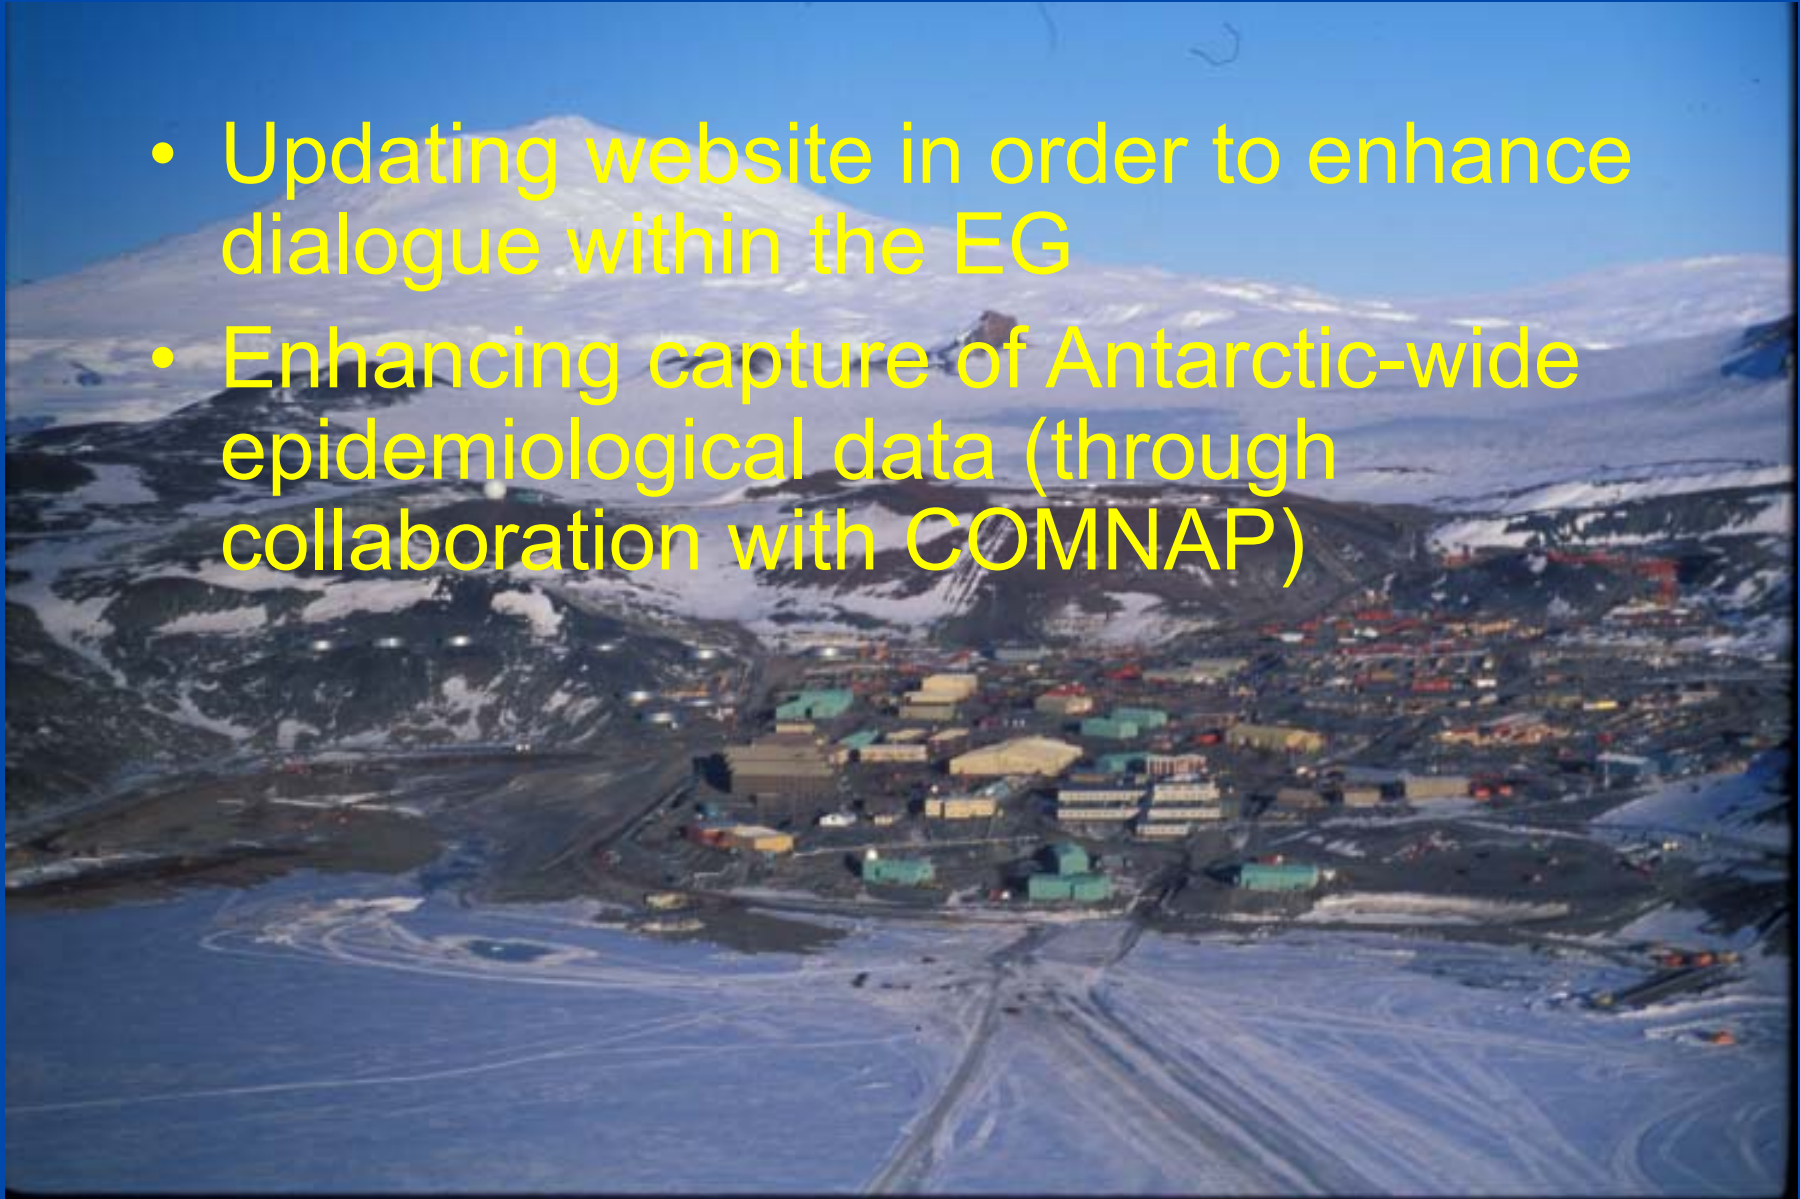 • Updating website in order to enhance
dialogue within the EG
• Enhancing capture of Antarctic-wide
epidemiological data (through
collaboration with COMNAP)